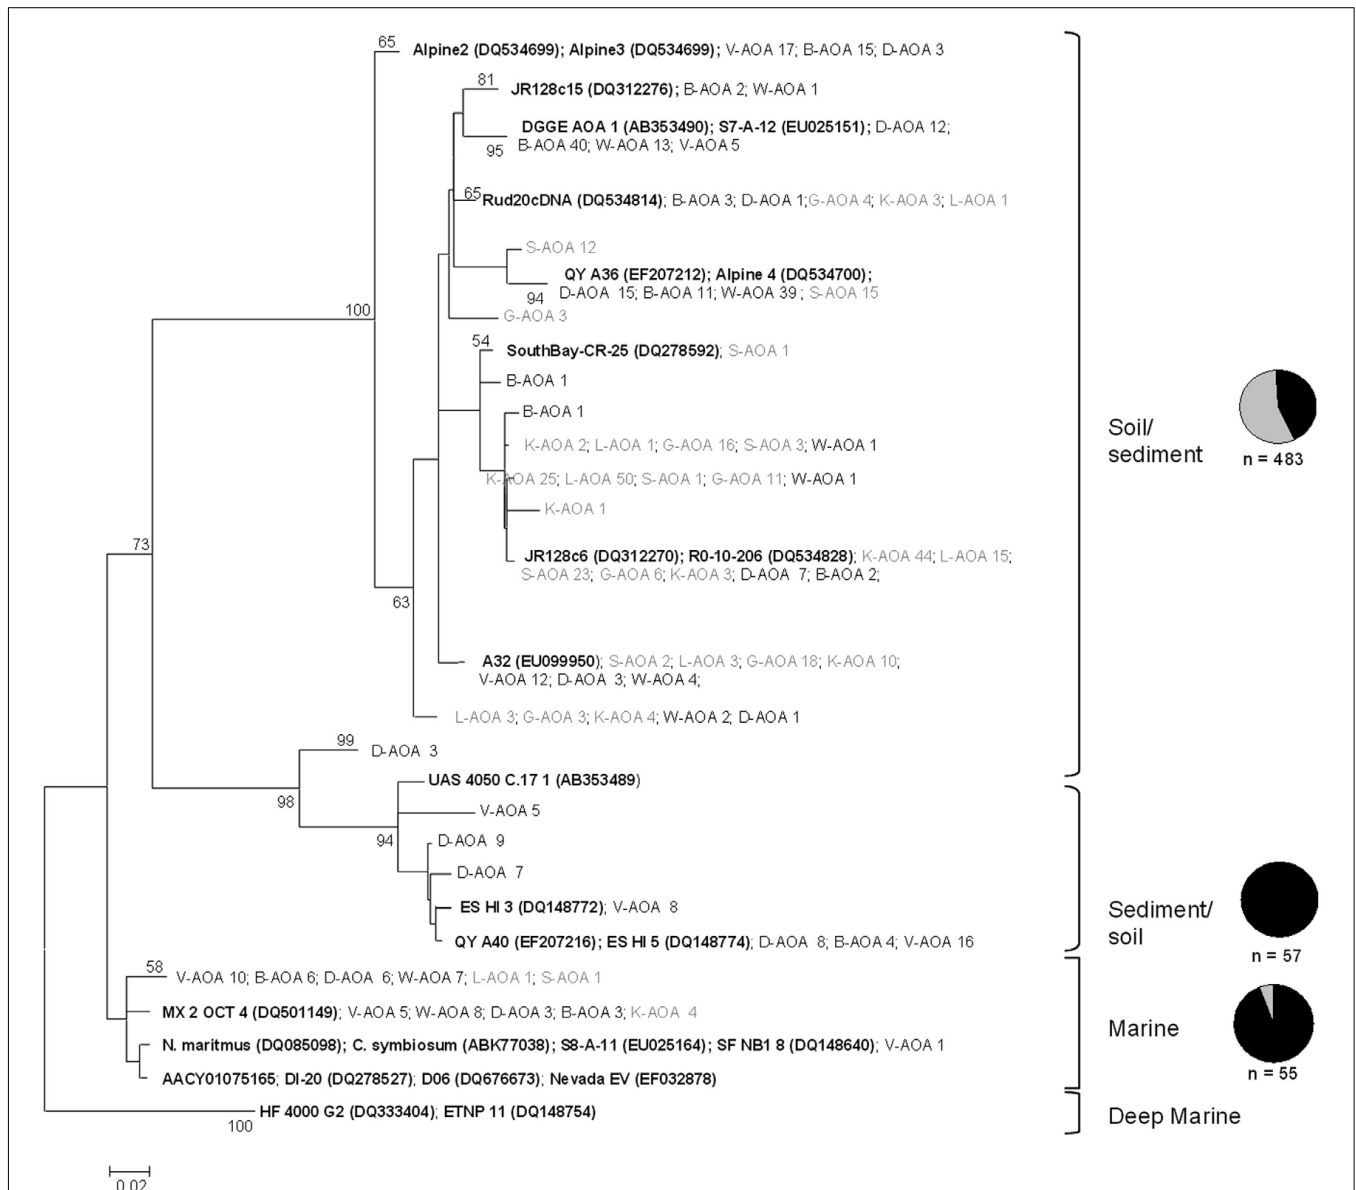 65
Alpine2 (DQ534699); Alpine3 (DQ534699); V-AOA 17; B-AOA 15; D-AOA 3
81
JR128c15 (DQ312276); B-AOA 2; W-AOA 1
DGGE AOA 1 (AB353490); S7-A-12 (EU025151); D-AOA 12;
95
B-AOA 40; W-AOA 13; V-AOA 5
65
Rud20cDNA (DQ534814); B-AOA 3; D-AOA 1;G-AOA 4; K-AOA 3; L-AOA 1
S-AOA 12
QY A36 (EF207212); Alpine 4 (DQ534700);
94
D-AOA 15; B-AOA 11; W-AOA 39 ; S-AOA 15
100
G-AOA 3
54
SouthBay-CR-25 (DQ278592); S-AOA 1
B-AOA 1
B-AOA 1
K-AOA 2; L-AOA 1; G-AOA 16; S-AOA 3; W-AOA 1
K-AOA 25; L-AOA 50; S-AOA 1; G-AOA 11; W-AOA 1
K-AOA 1
73
JR128c6 (DQ312270); R0-10-206 (DQ534828); K-AOA 44; L-AOA 15;
S-AOA 23; G-AOA 6; K-AOA 3; D-AOA 7; B-AOA 2;
63
A32 (EU099950); S-AOA 2; L-AOA 3; G-AOA 18; K-AOA 10;
V-AOA 12; D-AOA 3; W-AOA 4;
L-AOA 3; G-AOA 3; K-AOA 4; W-AOA 2; D-AOA 1
Soil/
sediment
n = 483
99
D-AOA 3
98
UAS 4050 C.17 1 (AB353489)
V-AOA 5
94
D-AOA 9
D-AOA 7
ES HI 3 (DQ148772); V-AOA 8
QY A40 (EF207216); ES HI 5 (DQ148774); D-AOA 8; B-AOA 4; V-AOA 16
Sediment/
soil
n = 57
58
V-AOA 10; B-AOA 6; D-AOA 6; W-AOA 7; L-AOA 1; S-AOA 1
MX 2 OCT 4 (DQ501149); V-AOA 5; W-AOA 8; D-AOA 3; B-AOA 3; K-AOA 4
N. maritmus (DQ085098); C. symbiosum (ABK77038); S8-A-11 (EU025164); SF NB1 8 (DQ148640); V-AOA 1
AACY01075165; DI-20 (DQ278527); D06 (DQ676673); Nevada EV (EF032878)
Marine
n = 55
100
HF 4000 G2 (DQ333404); ETNP 11 (DQ148754)
Deep Marine
0.02